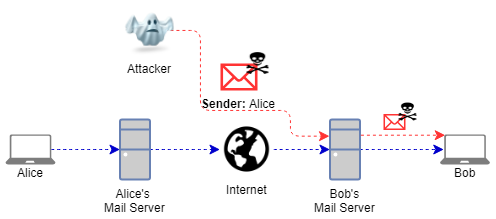 Attacker
Sender: Alice
Alice
Alice's
Mail Server
Internet
Bob's
Mail Server
Bob